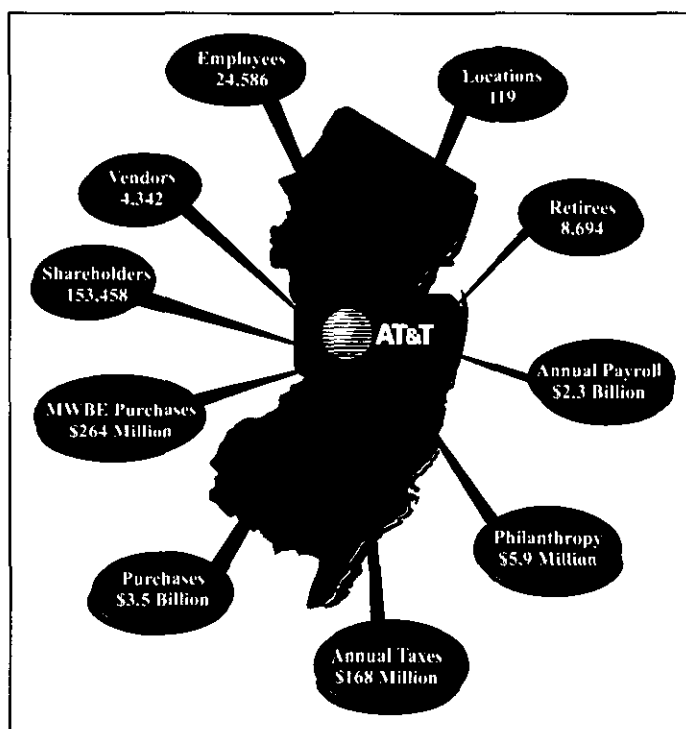 Employees
24,586
Locations
119
Vendors
4,342
Retirees
8,694
Shareholders
153,458
AT&T
Annual Payroll
$2.3 Billion
MWBE Purchases
$264 Million
Philanthropy
$5.9 Million
Purchases
$3.5 Billion
Annual Taxes
$168 Million